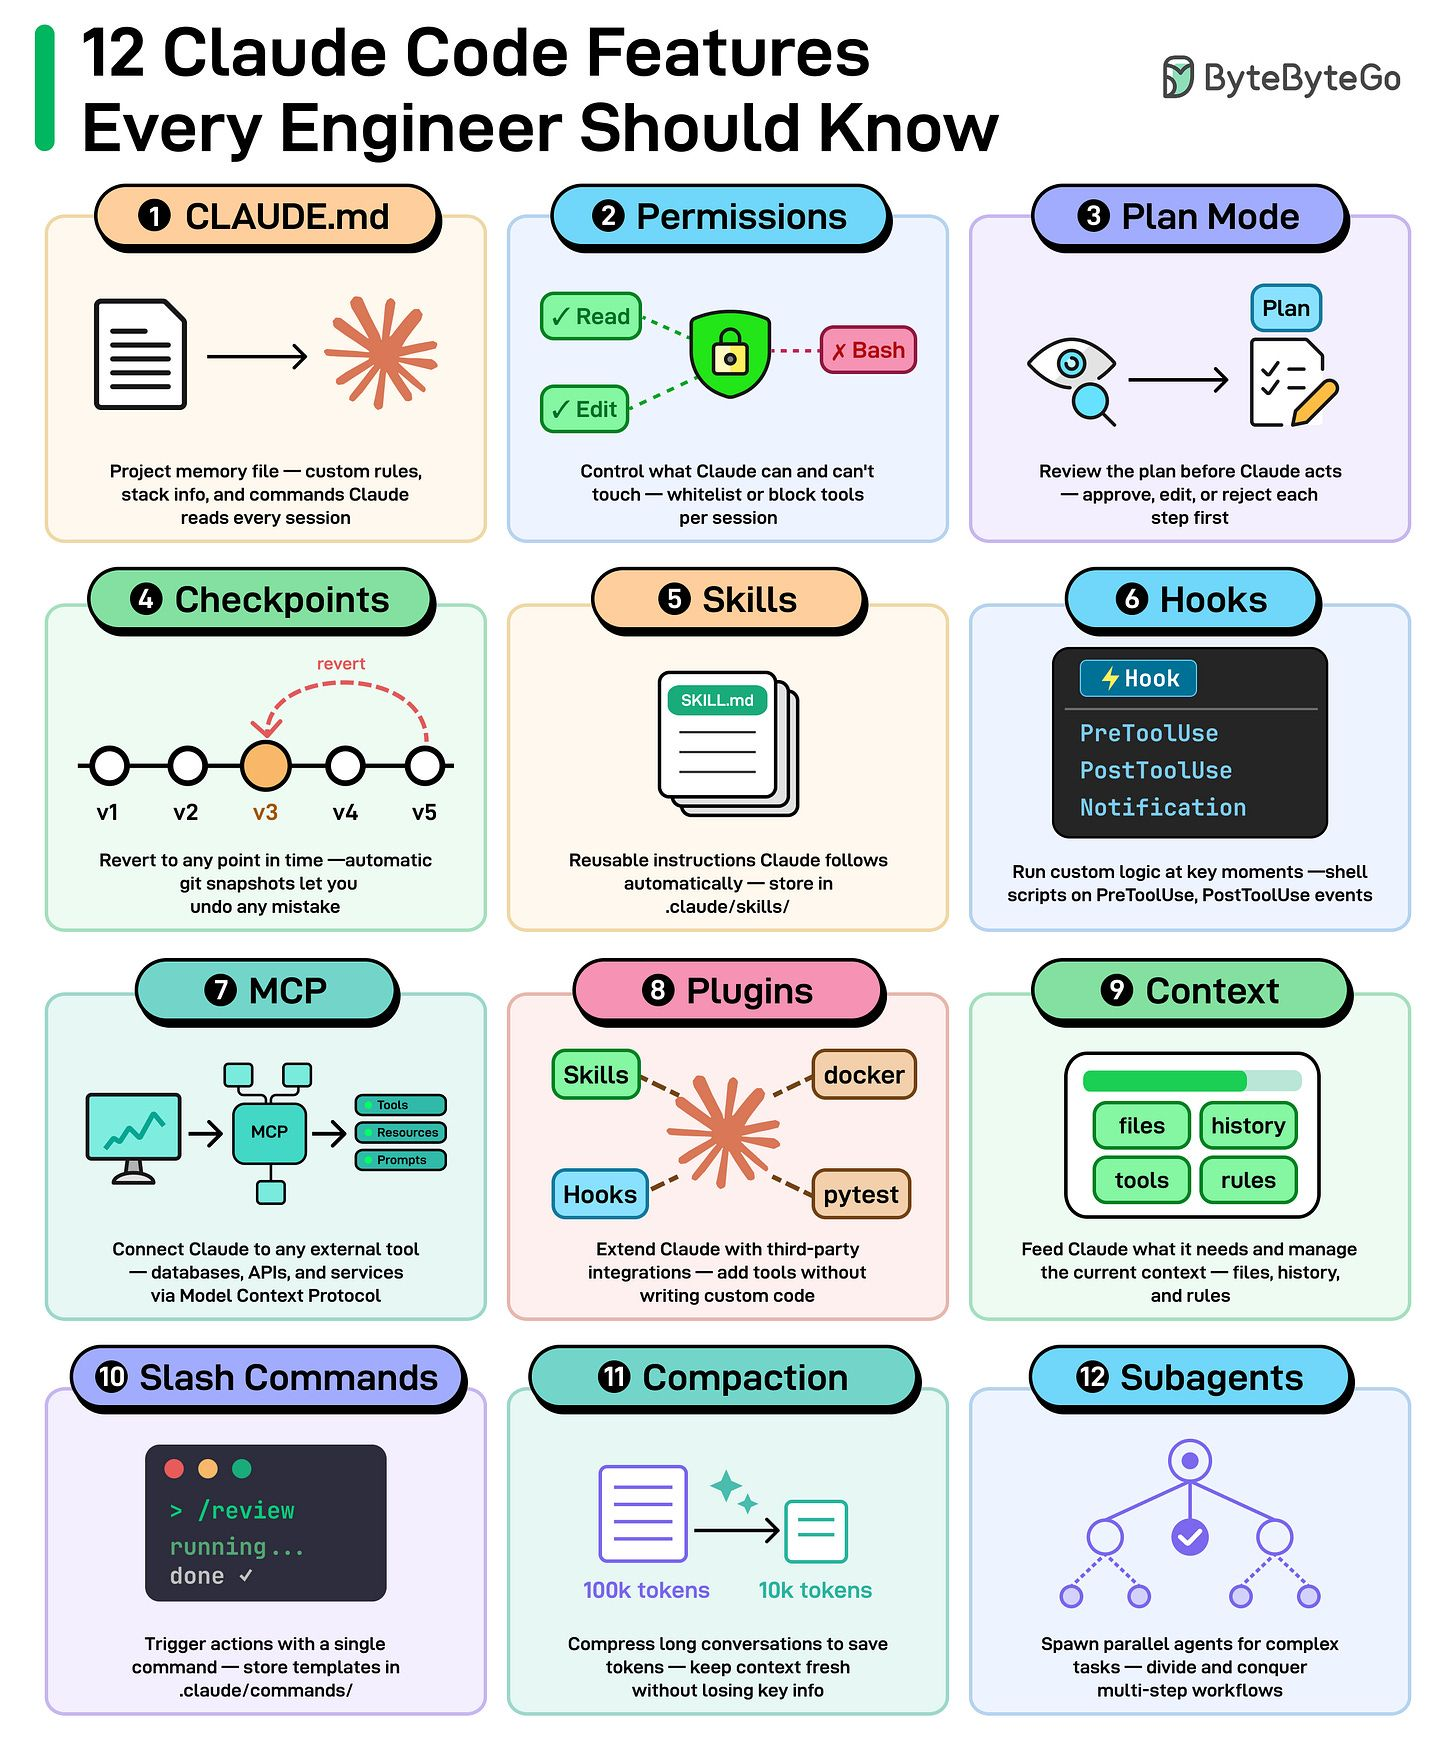 12 Claude Code Features
Every Engineer Should Know
ByteByteGo
1 CLAUDE.md
Project memory file — custom rules,
stack info, and commands Claude
reads every session
2 Permissions
✓ Read
✓ Edit
✗ Bash
Control what Claude can and can't
touch — whitelist or block tools
per session
3 Plan Mode
Plan
Review the plan before Claude acts
— approve, edit, or reject each
step first
4 Checkpoints
revert
v1 v2 v3 v4 v5
Revert to any point in time —automatic
git snapshots let you
undo any mistake
5 Skills
SKILL.md
Reusable instructions Claude follows
automatically — store in
.claude/skills/
6 Hooks
⚡Hook
PreToolUse
PostToolUse
Notification
Run custom logic at key moments —shell
scripts on PreToolUse, PostToolUse events
7 MCP
MCP
Tools
Resources
Prompts
Connect Claude to any external tool
— databases, APIs, and services
via Model Context Protocol
8 Plugins
Skills
docker
Hooks
pytest
Extend Claude with third-party
integrations — add tools without
writing custom code
9 Context
files history
tools rules
Feed Claude what it needs and manage
the current context — files, history,
and rules
10 Slash Commands
> /review
running...
done ✓
Trigger actions with a single
command — store templates in
.claude/commands/
11 Compaction
100k tokens 10k tokens
Compress long conversations to save
tokens — keep context fresh
without losing key info
12 Subagents
Spawn parallel agents for complex
tasks — divide and conquer
multi-step workflows